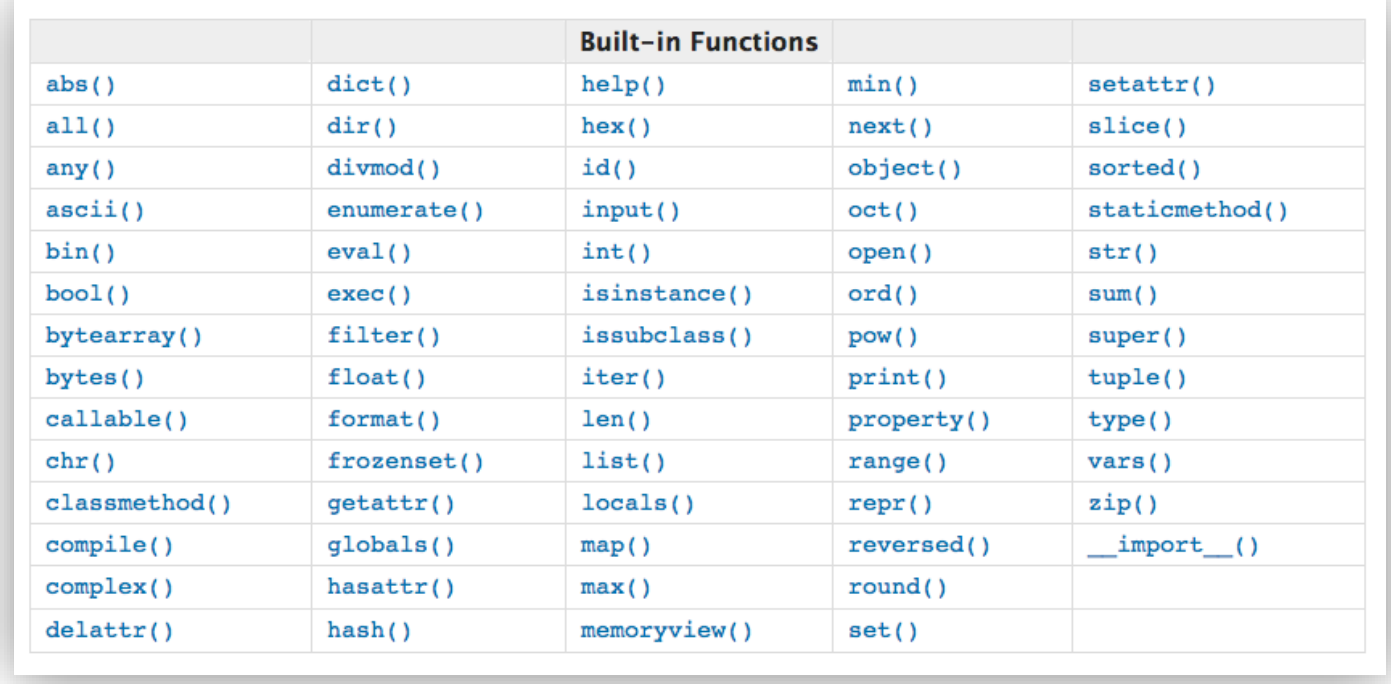 Built-in Functions
abs() dict() help() min() setattr()
all() dir() hex() next() slice()
any() divmod() id() object() sorted()
ascii() enumerate() input() oct() staticmethod()
bin() eval() int() open() str()
bool() exec() isinstance() ord() sum()
bytearray() filter() issubclass() pow() super()
bytes() float() iter() print() tuple()
callable() format() len() property() type()
chr() frozenset() list() range() vars()
classmethod() getattr() locals() repr() zip()
compile() globals() map() reversed() __import__()
complex() hasattr() max() round()
delattr() hash() memoryview() set()